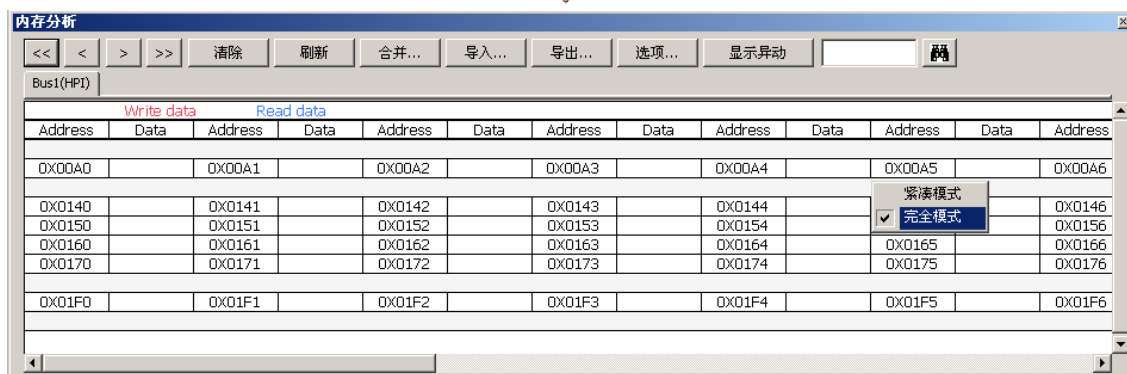 内存分析
<< < > >> 清除 刷新 合并... 导入... 导出... 选项... 显示异动
Bus1(HPI)
Write data Read data
Address Data Address Data Address Data Address Data Address Data Address Data Address
0X00A0 0X00A1 0X00A2 0X00A3 0X00A4 0X00A5 0X00A6
紧凑模式
0X0140 0X0141 0X0142 0X0143 0X0144 0X0146
完全模式
0X0150 0X0151 0X0152 0X0153 0X0154 0X0156
0X0160 0X0161 0X0162 0X0163 0X0164 0X0165 0X0166
0X0170 0X0171 0X0172 0X0173 0X0174 0X0175 0X0176
0X01F0 0X01F1 0X01F2 0X01F3 0X01F4 0X01F5 0X01F6